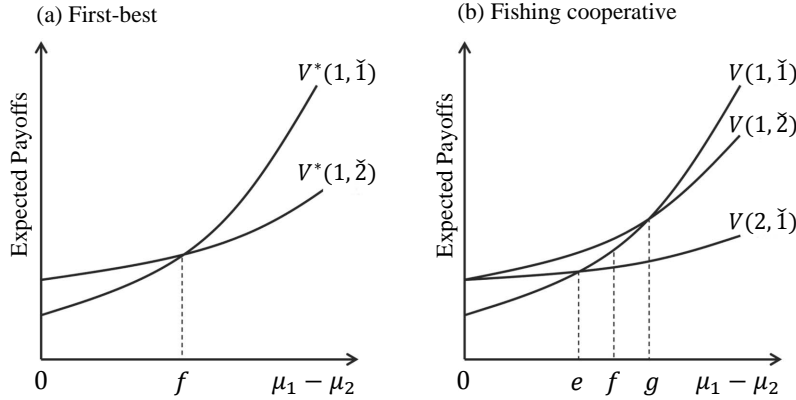 (a) First-best
Expected Payoffs
V*(1, 1̌)
V*(1, 2̌)
0
f
μ₁ − μ₂
(b) Fishing cooperative
Expected Payoffs
V(1, 1̌)
V(1, 2̌)
V(2, 1̌)
0
e
f
g
μ₁ − μ₂